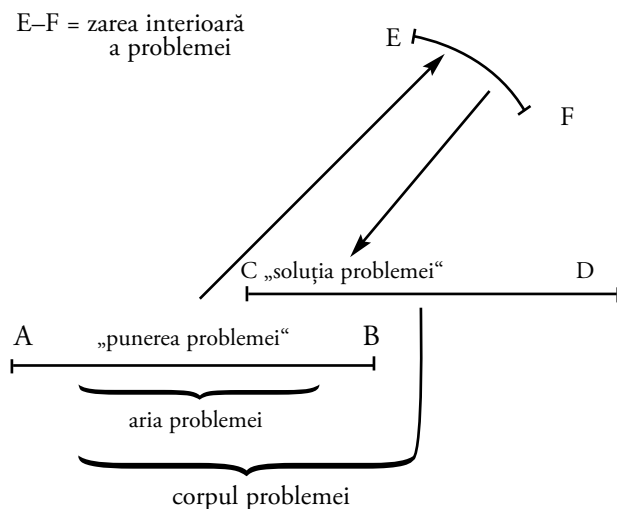 E–F = zarea interioară
a problemei
E
F
C „soluția problemei“ D
A „punerea problemei“ B
aria problemei
corpul problemei